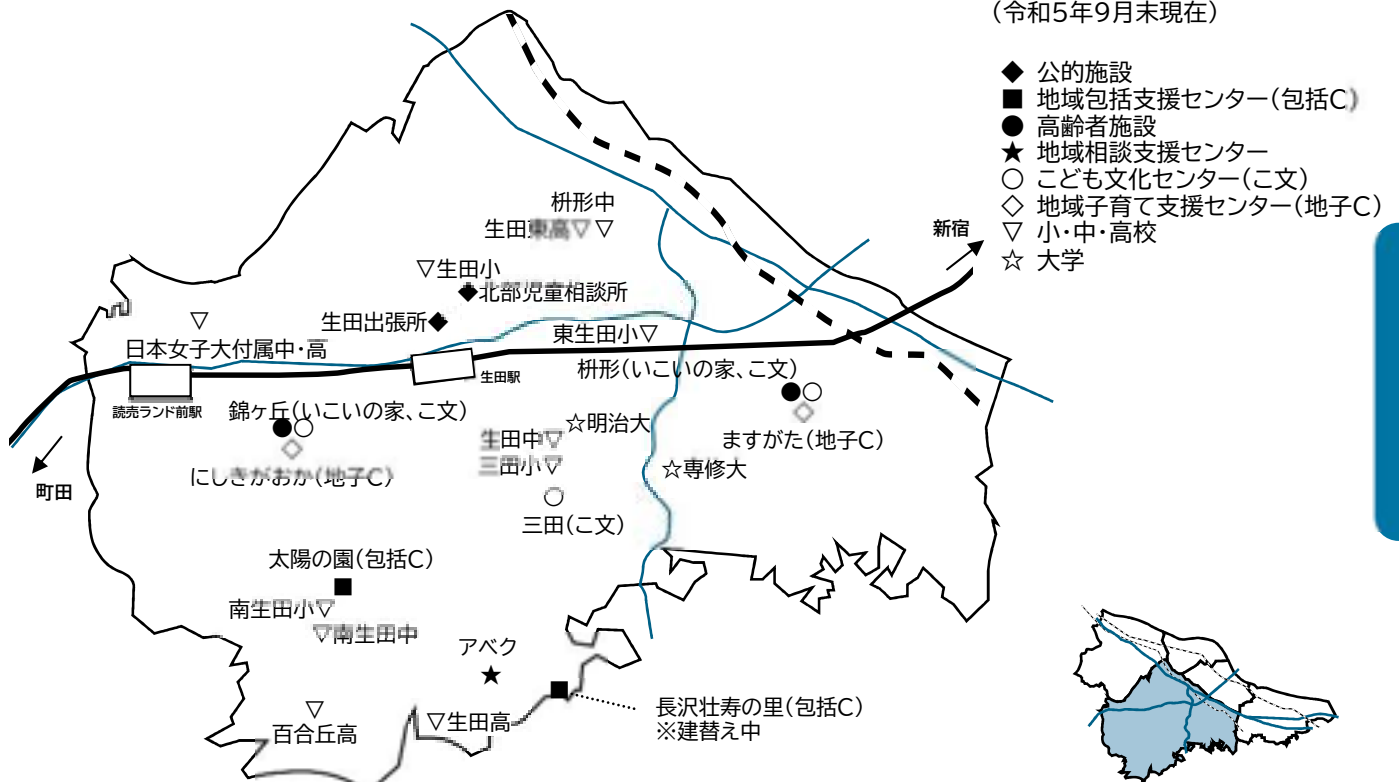 (令和5年9月末現在)
◆ 公的施設
■ 地域包括支援センター(包括C)
● 高齢者施設
★ 地域相談支援センター
○ こども文化センター(こ文)
◇ 地域子育て支援センター(地子C)
▽ 小・中・高校
☆ 大学
新宿
枡形中
生田東高▽ ▽
▽生田小
◆北部児童相談所
生田出張所◆
▽
日本女子大付属中・高
東生田小▽
生田駅
枡形(いこいの家、こ文)
●○
◇
ますがた(地子C)
読売ランド前駅
錦ヶ丘(いこいの家、こ文)
●○
◇
にしきがおか(地子C)
町田
☆明治大
生田中▽
三田小▽
☆専修大
○
三田(こ文)
太陽の園(包括C)
■
南生田小▽
▽南生田中
アベク
★
■
長沢壮寿の里(包括C)
※建替え中
▽
百合丘高
▽生田高